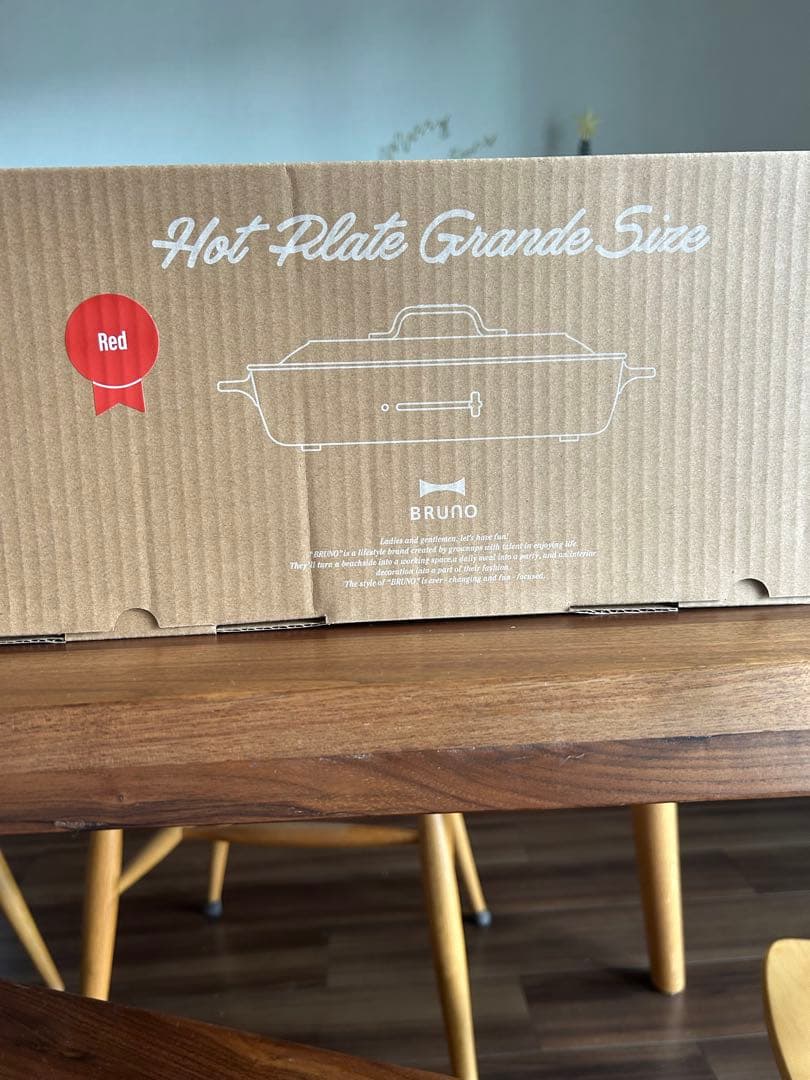 Hot Plate Grande Size
Red
BRUNO
Ladies and gentlemen, let's have fun!
"BRUNO" is a lifestyle brand created by grownups with talent in enjoying life.
They'll turn a beachside into a working space,a daily meal into a party, and an interior
decoration into a part of their fashion.
The style of "BRUNO" is ever - changing and fun - focused.